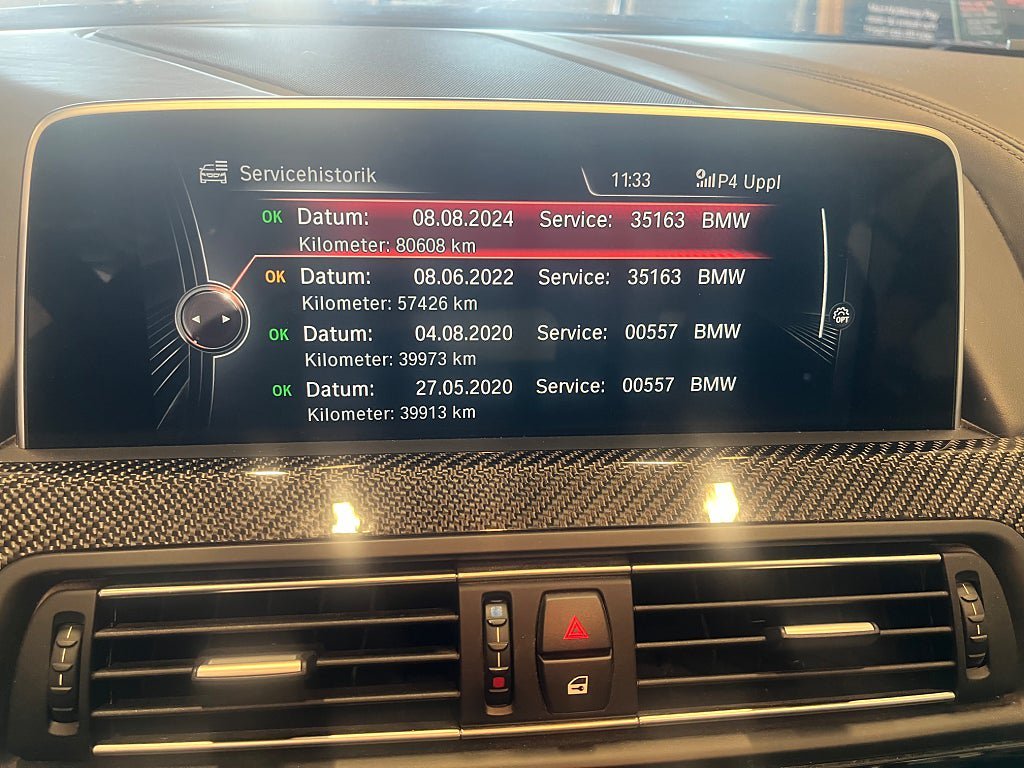 Servicehistorik
11:33 P4 Uppl
OK Datum: 08.08.2024 Service: 35163 BMW
Kilometer: 80608 km
OK Datum: 08.06.2022 Service: 35163 BMW
Kilometer: 57426 km
OK Datum: 04.08.2020 Service: 00557 BMW
Kilometer: 39973 km
OK Datum: 27.05.2020 Service: 00557 BMW
Kilometer: 39913 km
OPT